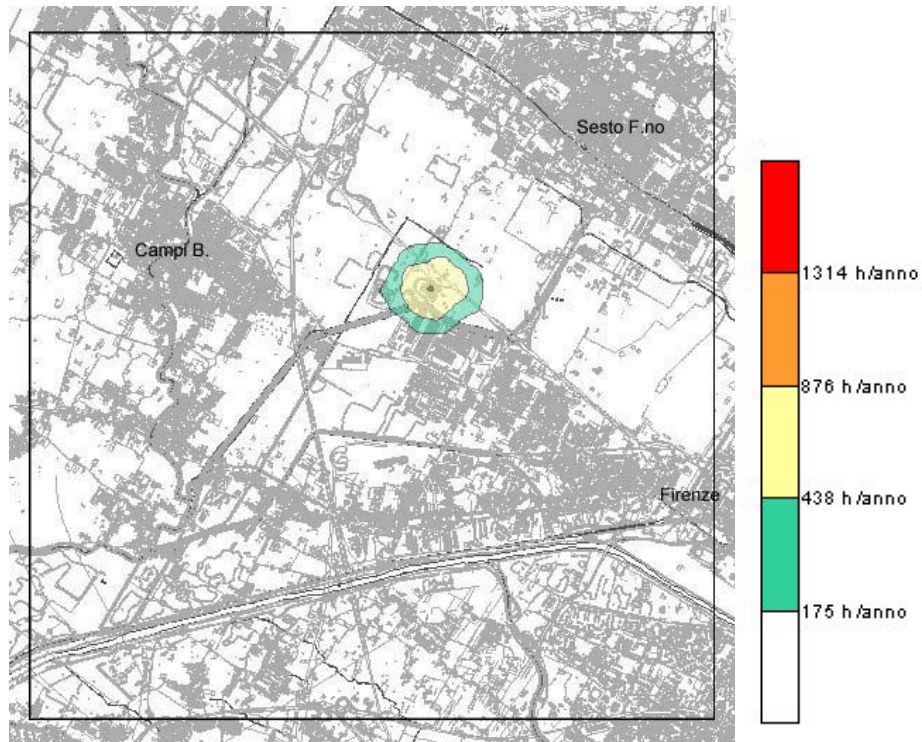 Sesto F.no
Campi B.
Firenze
1314 h/anno
876 h/anno
438 h/anno
175 h/anno